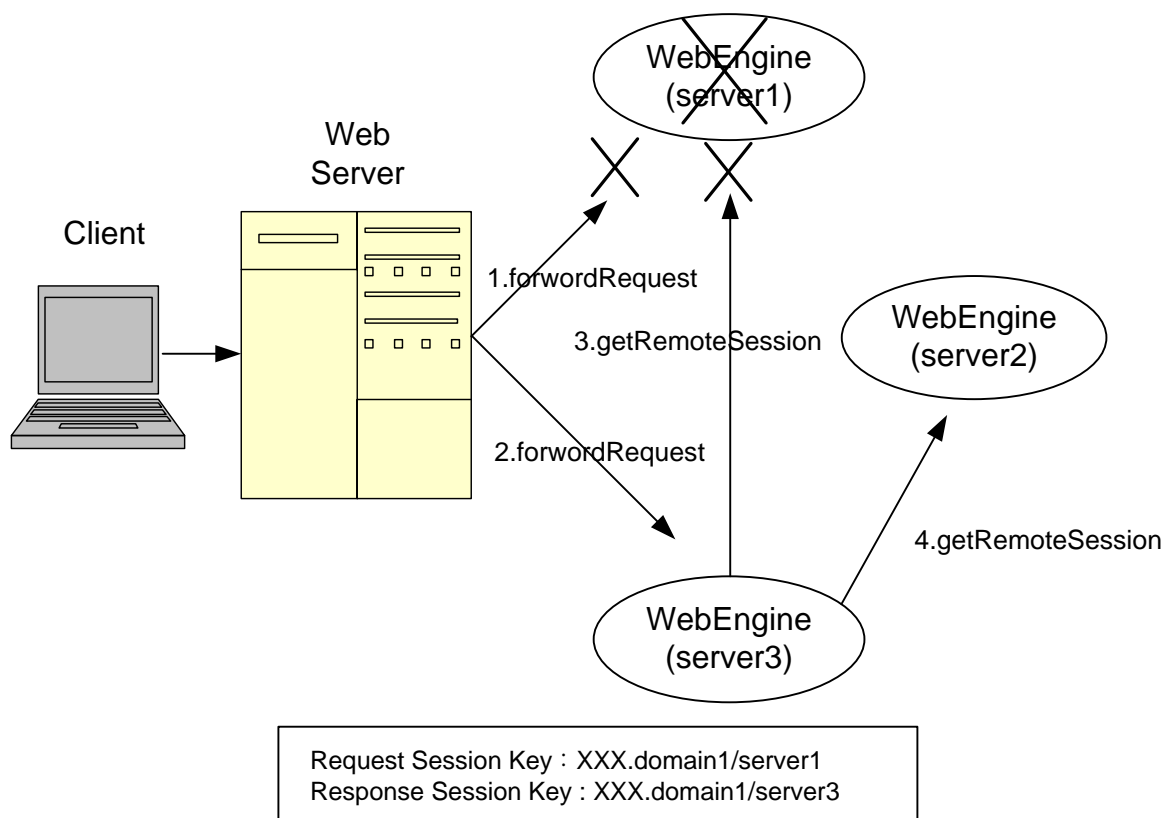 WebEngine
(server1)
Web
Server
Client
1.forwordRequest
3.getRemoteSession
WebEngine
(server2)
2.forwordRequest
4.getRemoteSession
WebEngine
(server3)
Request Session Key：XXX.domain1/server1
Response Session Key : XXX.domain1/server3